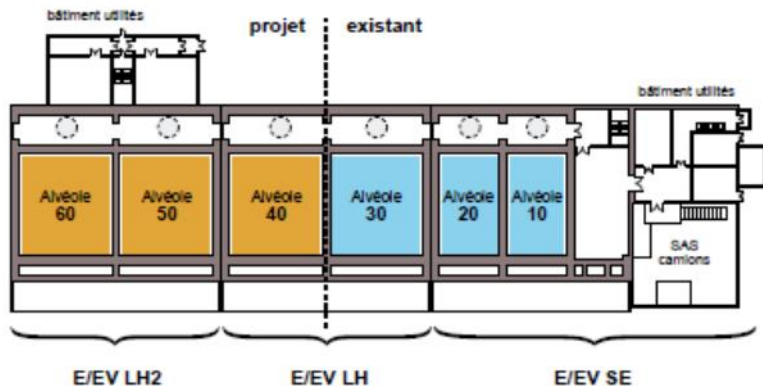 bâtiment utilités
projet
existant
bâtiment utilités
Alvéole
60
Alvéole
50
Alvéole
40
Alvéole
30
Alvéole
20
Alvéole
10
SAS
camions
E/EV LH2
E/EV LH
E/EV SE